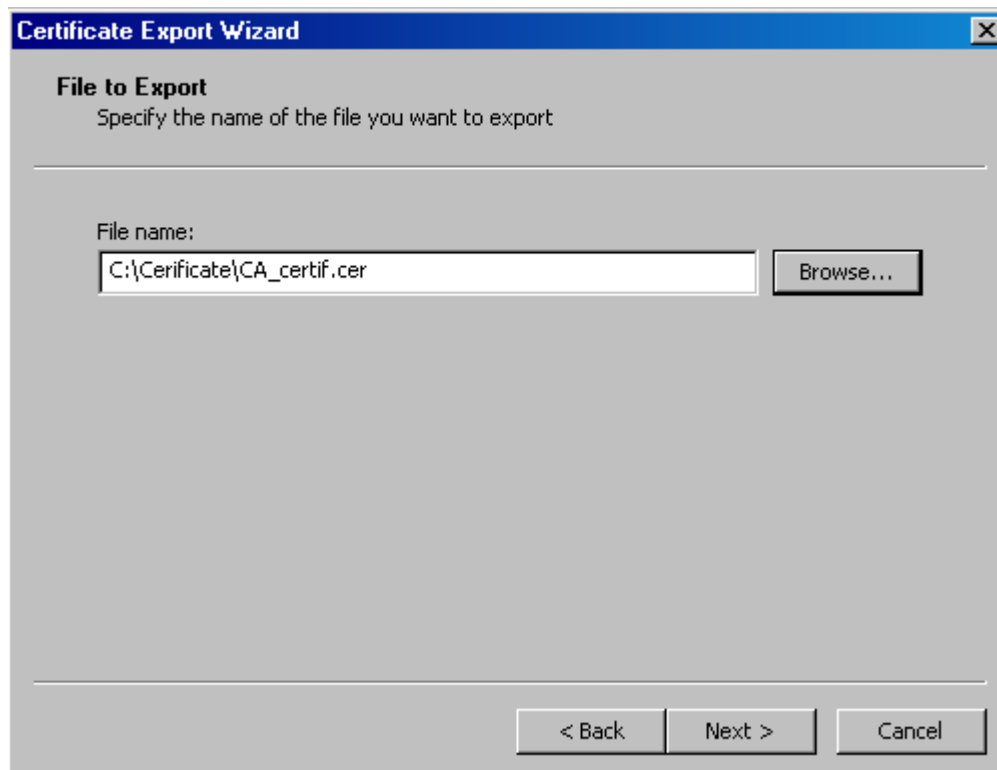 Certificate Export Wizard
File to Export
Specify the name of the file you want to export
File name:
C:\Cerificate\CA_certif.cer
Browse...
< Back
Next >
Cancel